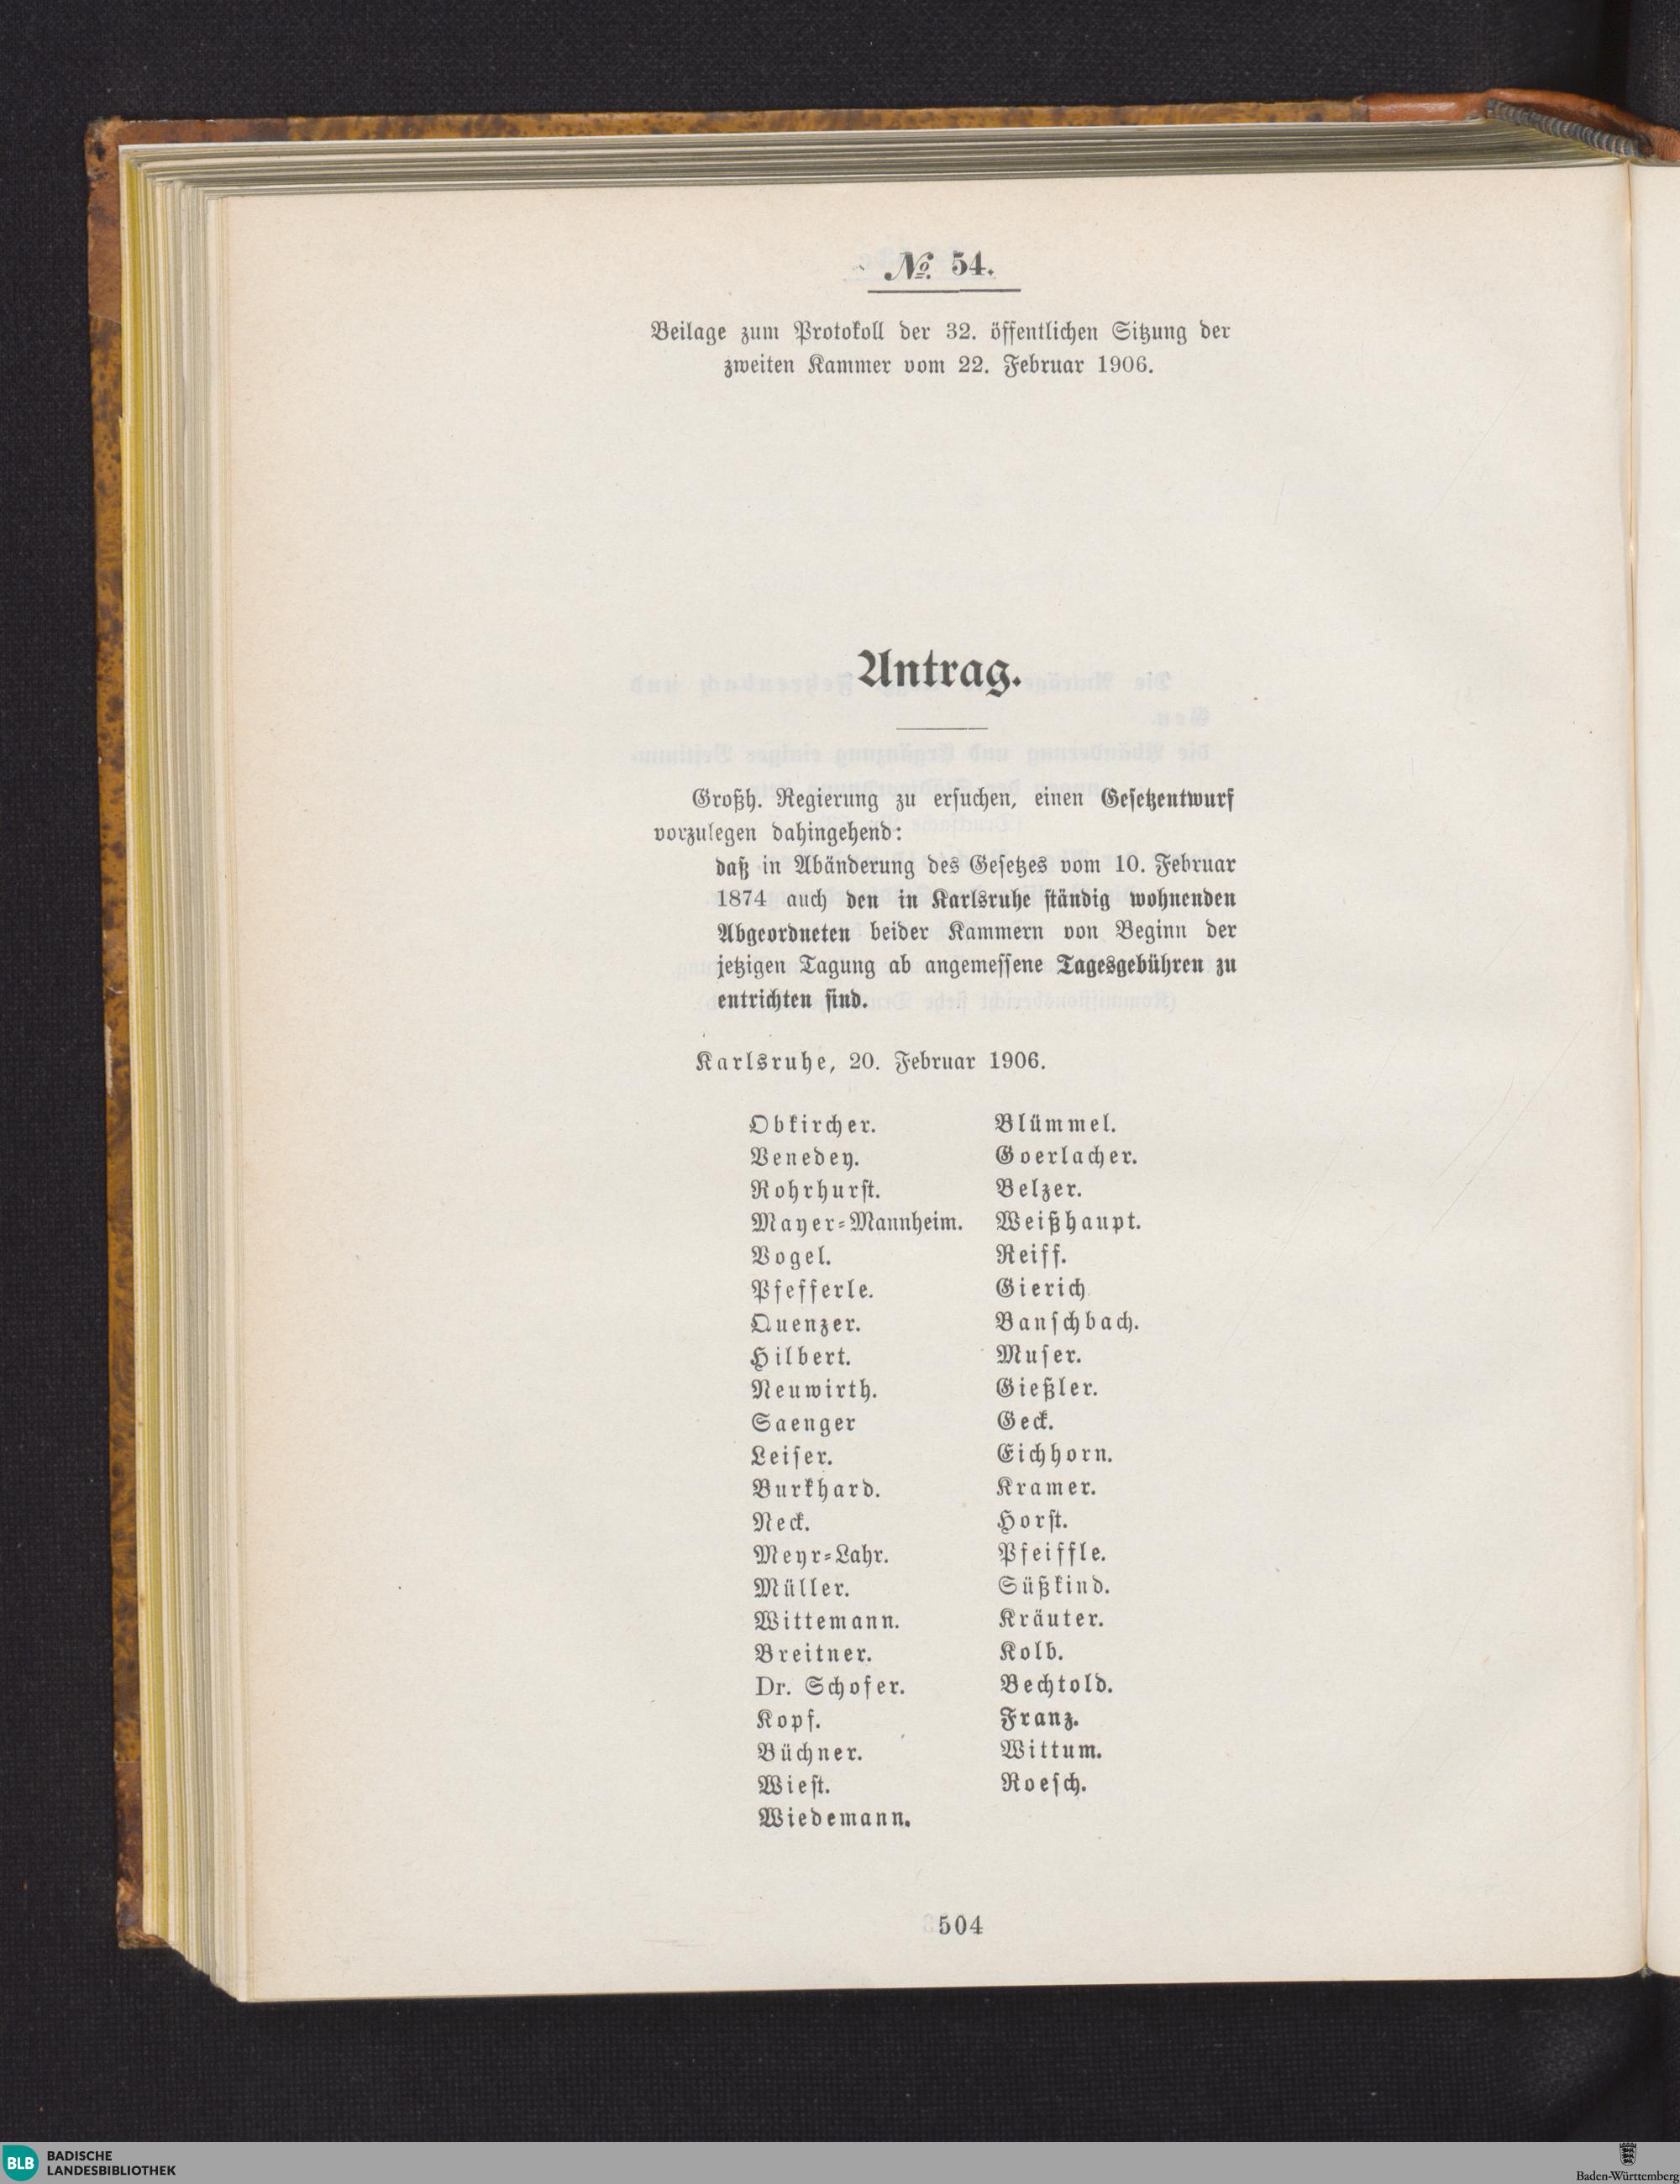 № 54.
Beilage zum Protokoll der 32. öffentlichen Sitzung der
zweiten Kammer vom 22. Februar 1906.
Antrag.
Großh. Regierung zu ersuchen, einen Gesetzentwurf
vorzulegen dahingehend:
daß in Abänderung des Gesetzes vom 10. Februar
1874 auch den in Karlsruhe ständig wohnenden
Abgeordneten beider Kammern von Beginn der
jetzigen Tagung ab angemessene Tagesgebühren zu
entrichten sind.
Karlsruhe, 20. Februar 1906.
Obkircher.
Venedey.
Rohrhurst.
Mayer-Mannheim.
Vogel.
Pfefferle.
Quenzer.
Hilbert.
Neuwirth.
Saenger
Leiser.
Burkhard.
Neck.
Meyr-Lahr.
Müller.
Wittemann.
Breitner.
Dr. Schofer.
Kopf.
Büchner.
Wiest.
Wiedemann.
Blümmel.
Goerlacher.
Belzer.
Weißhaupt.
Reiff.
Gierich
Banschbach.
Muser.
Gießler.
Geck.
Eichhorn.
Kramer.
Horst.
Pfeiffle.
Süßkind.
Kräuter.
Kolb.
Bechtold.
Franz.
Wittum.
Roesch.
504
BLB BADISCHE
LANDESBIBLIOTHEK
Baden-Württemberg